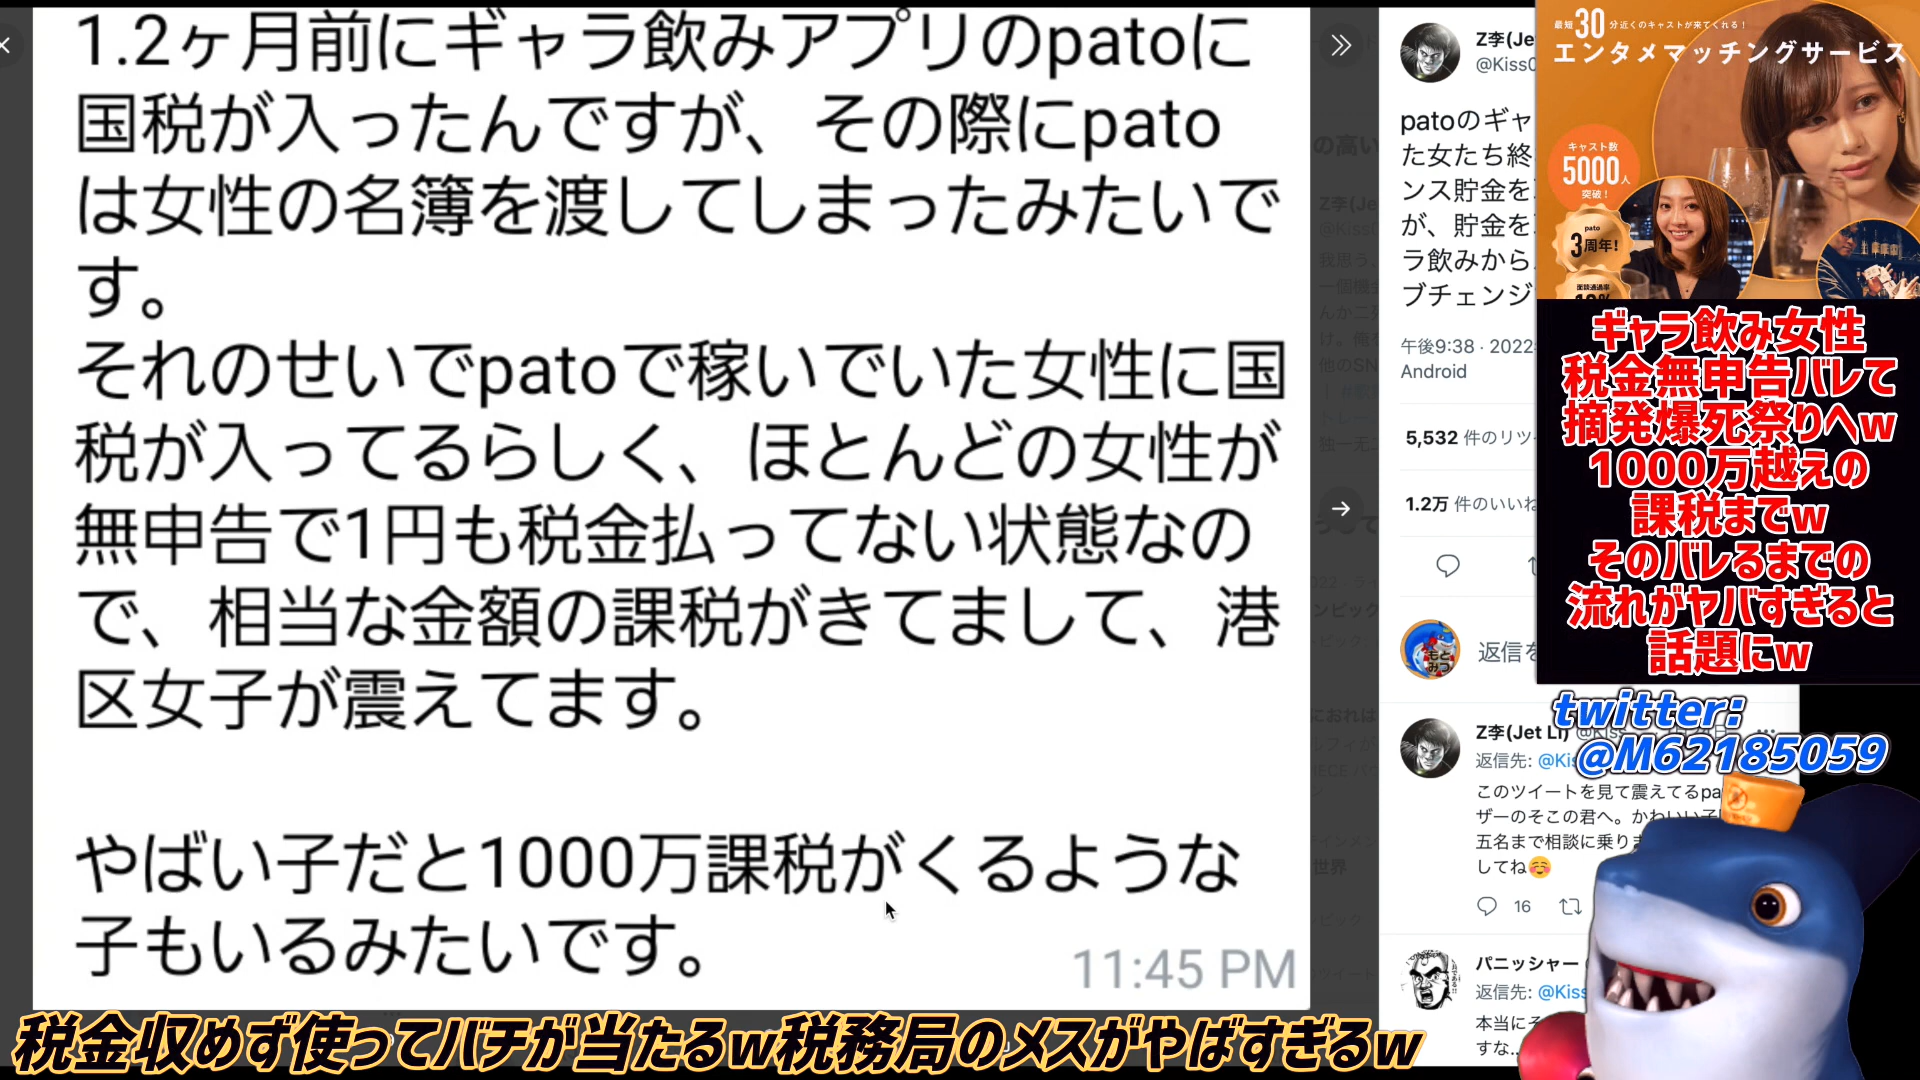 1.2ヶ月前にギャラ飲みアプリのpatoに
国税が入ったんですが、その際にpato
は女性の名簿を渡してしまったみたいで
す。
それのせいでpatoで稼いでいた女性に国
税が入ってるらしく、ほとんどの女性が
無申告で1円も税金払ってない状態なの
で、相当な金額の課税がきてまして、港
区女子が震えてます。
やばい子だと1000万課税がくるような
子もいるみたいです。
11:45 PM
Z李(Je
@Kiss
patoのギャ
た女たち終
ンス貯金を
が、貯金を
ラ飲みから
ブチェンジ
午後9:38 · 2022
Android
5,532 件のリツ
1.2万 件のいいね
返信を
Z李(Jet Li) @Kiss
返信先: @Kis
このツイートを見て震えてるpa
ザーのそこの君へ。かわいい子
五名まで相談に乗りま
してね☺️
16
パニッシャー
返信先: @Kiss
本当にそ
すな..
最短30分近くのキャストが来てくれる!
エンタメマッチングサービス
キャスト数
5000人
突破!
pato
3周年!
面談通過率
ギャラ飲み女性
税金無申告バレて
摘発爆死祭りへw
1000万越えの
課税までw
そのバレるまでの
流れがヤバすぎると
話題にw
twitter:
@M62185059
もと
みつ
税金収めず使ってバチが当たるw税務局のメスがやばすぎるw